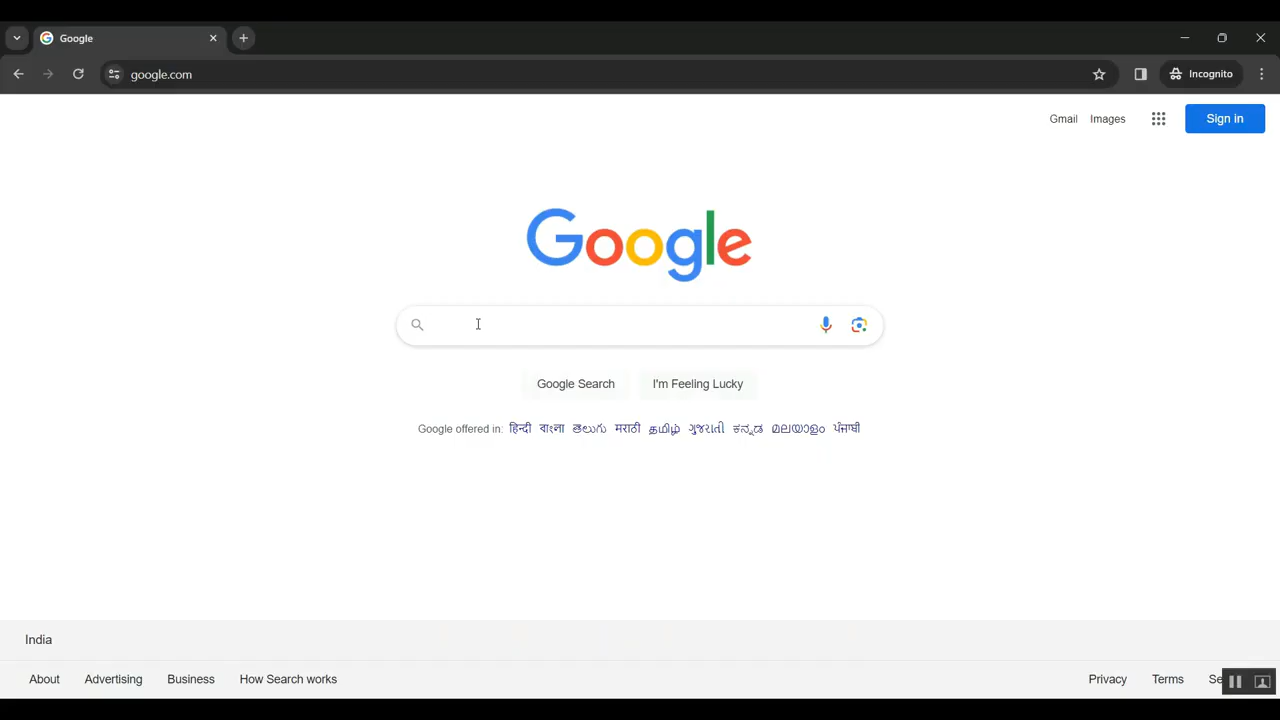 Google
google.com
Incognito
Gmail Images Sign in
Google
Google Search I'm Feeling Lucky
Google offered in: हिन्दी বাংলা తెలుగు मराठी தமிழ் ગુજરાતી ಕನ್ನಡ മലയാളം ਪੰਜਾਬੀ
India
About Advertising Business How Search works Privacy Terms Se